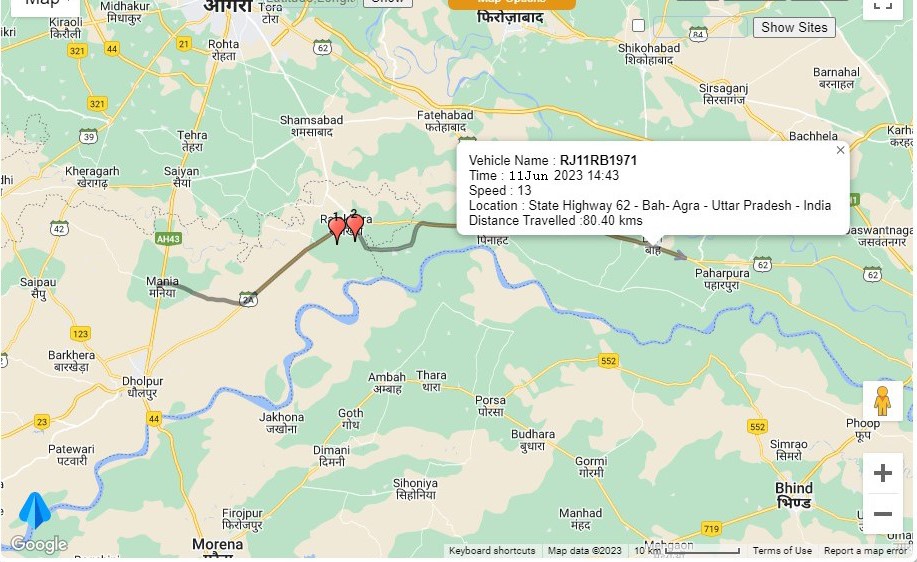 Map
Show
Map Update
आगरा
Tora
टोरा
फिरोज़ाबाद
Kiraoli
किरौली
Midhakur
मिढाकुर
Rohta
रोहता
62
21
44
321
84
Show Sites
Shikohabad
शिकोहाबाद
Barnahal
बरनाहल
Sirsaganj
सिरसागंज
321
39
Tehra
तेहरा
Shamsabad
शमसाबाद
Fatehabad
फतेहाबाद
Bachhela
Kheragarh
खेरागढ़
Saiyan
सैंया
Vehicle Name : RJ11RB1971
Time : 11Jun 2023 14:43
Speed : 13
Location : State Highway 62 - Bah- Agra - Uttar Pradesh - India
Distance Travelled :80.40 kms
×
42
AH43
1
2
पिनाहट
बाह
Jaswantnagar
जसवंतनगर
Saipau
सैपु
Mania
मनिया
2A
Paharpura
पहारपुरा
62
62
123
Barkhera
बारखेड़ा
Dholpur
धौलपुर
552
Ambah
अम्बाह
Thara
थारा
23
44
Jakhona
जखोना
Goth
गोथ
Porsa
पोरसा
552
Phoop
फूप
Patewari
पटवारी
Dimani
दिमनी
Budhara
बुधारा
Simrao
सिमरो
Gormi
गोरमी
Sihoniya
सिहोनिया
Bhind
भिण्ड
Firojpur
फिरोजपुर
Manhad
मंहद
719
Google
Morena
Mehgaon
Keyboard shortcuts
Map data ©2023
10 km
Terms of Use
Report a map error